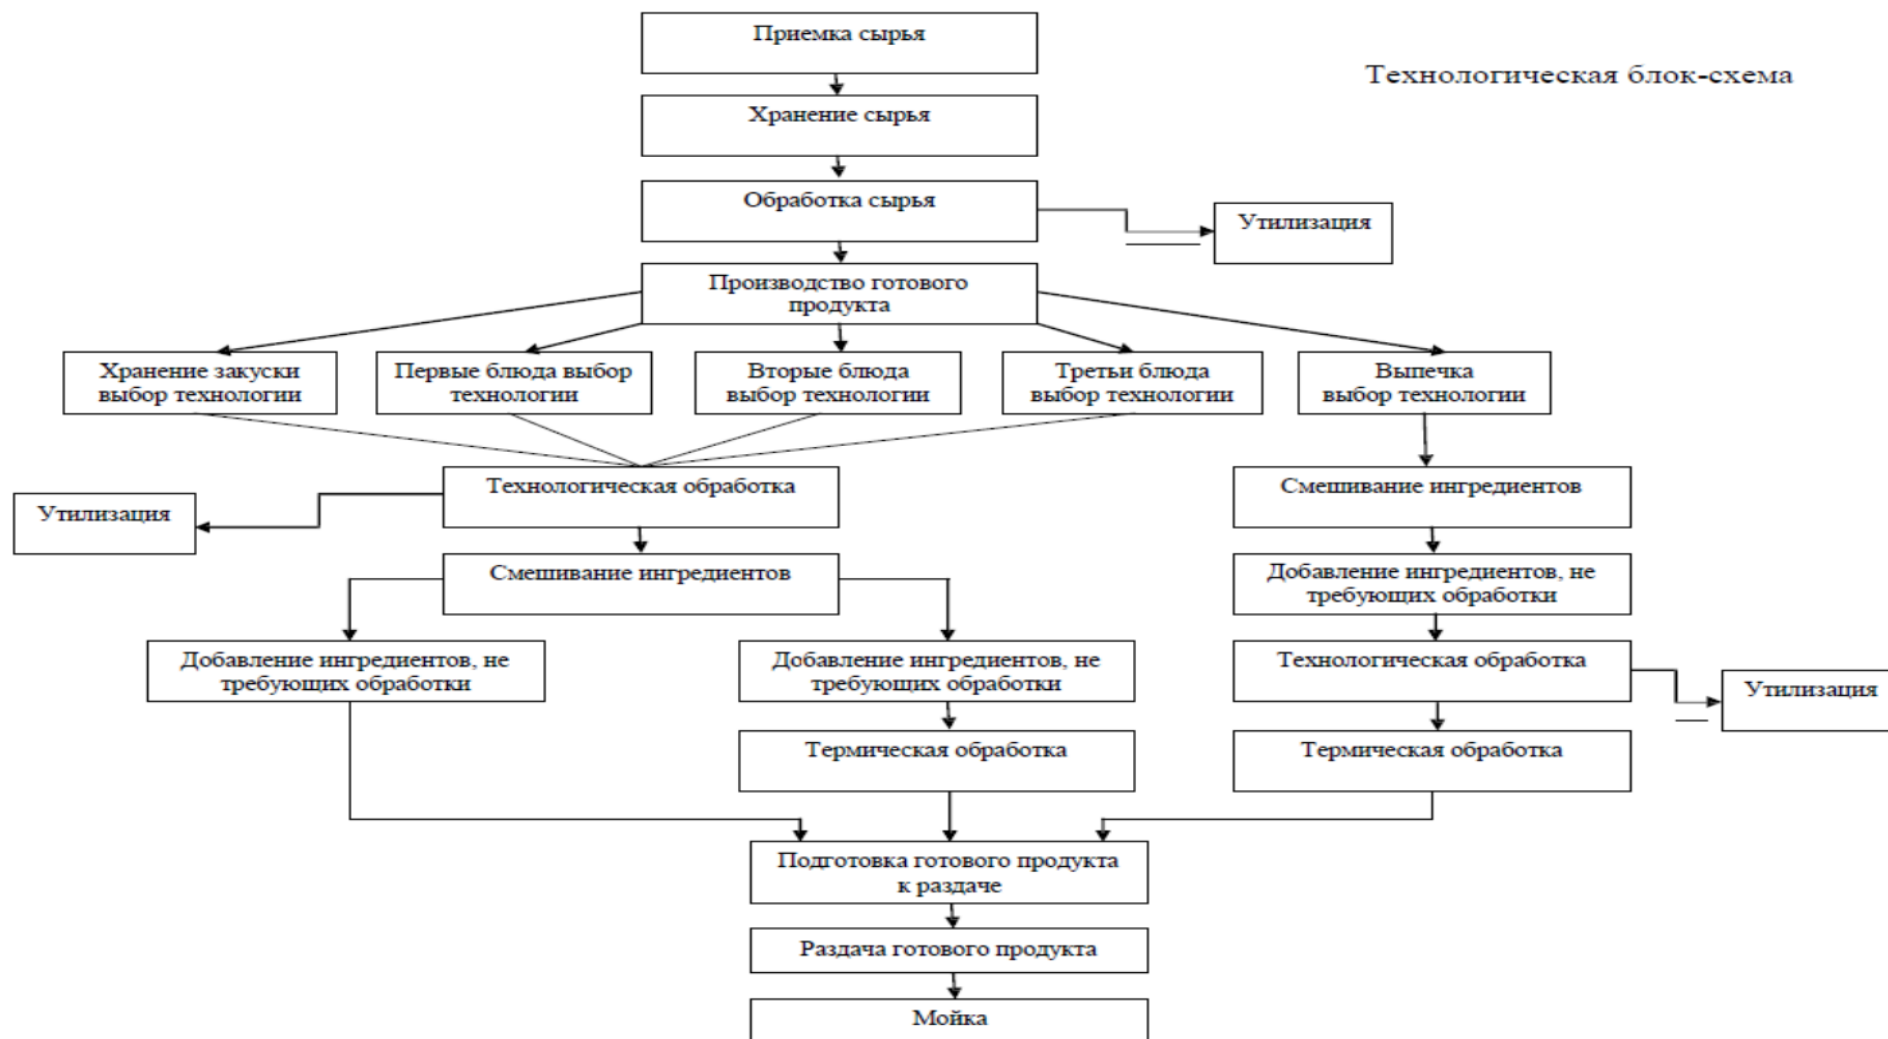 Приемка сырья
Технологическая блок-схема
Хранение сырья
Обработка сырья
Утилизация
Производство готового
продукта
Хранение закуски
выбор технологии
Первые блюда выбор
технологии
Вторые блюда
выбор технологии
Третьи блюда
выбор технологии
Выпечка
выбор технологии
Технологическая обработка
Смешивание ингредиентов
Утилизация
Смешивание ингредиентов
Добавление ингредиентов, не
требующих обработки
Добавление ингредиентов, не
требующих обработки
Добавление ингредиентов, не
требующих обработки
Технологическая обработка
Утилизация
Термическая обработка
Термическая обработка
Подготовка готового продукта
к раздаче
Раздача готового продукта
Мойка